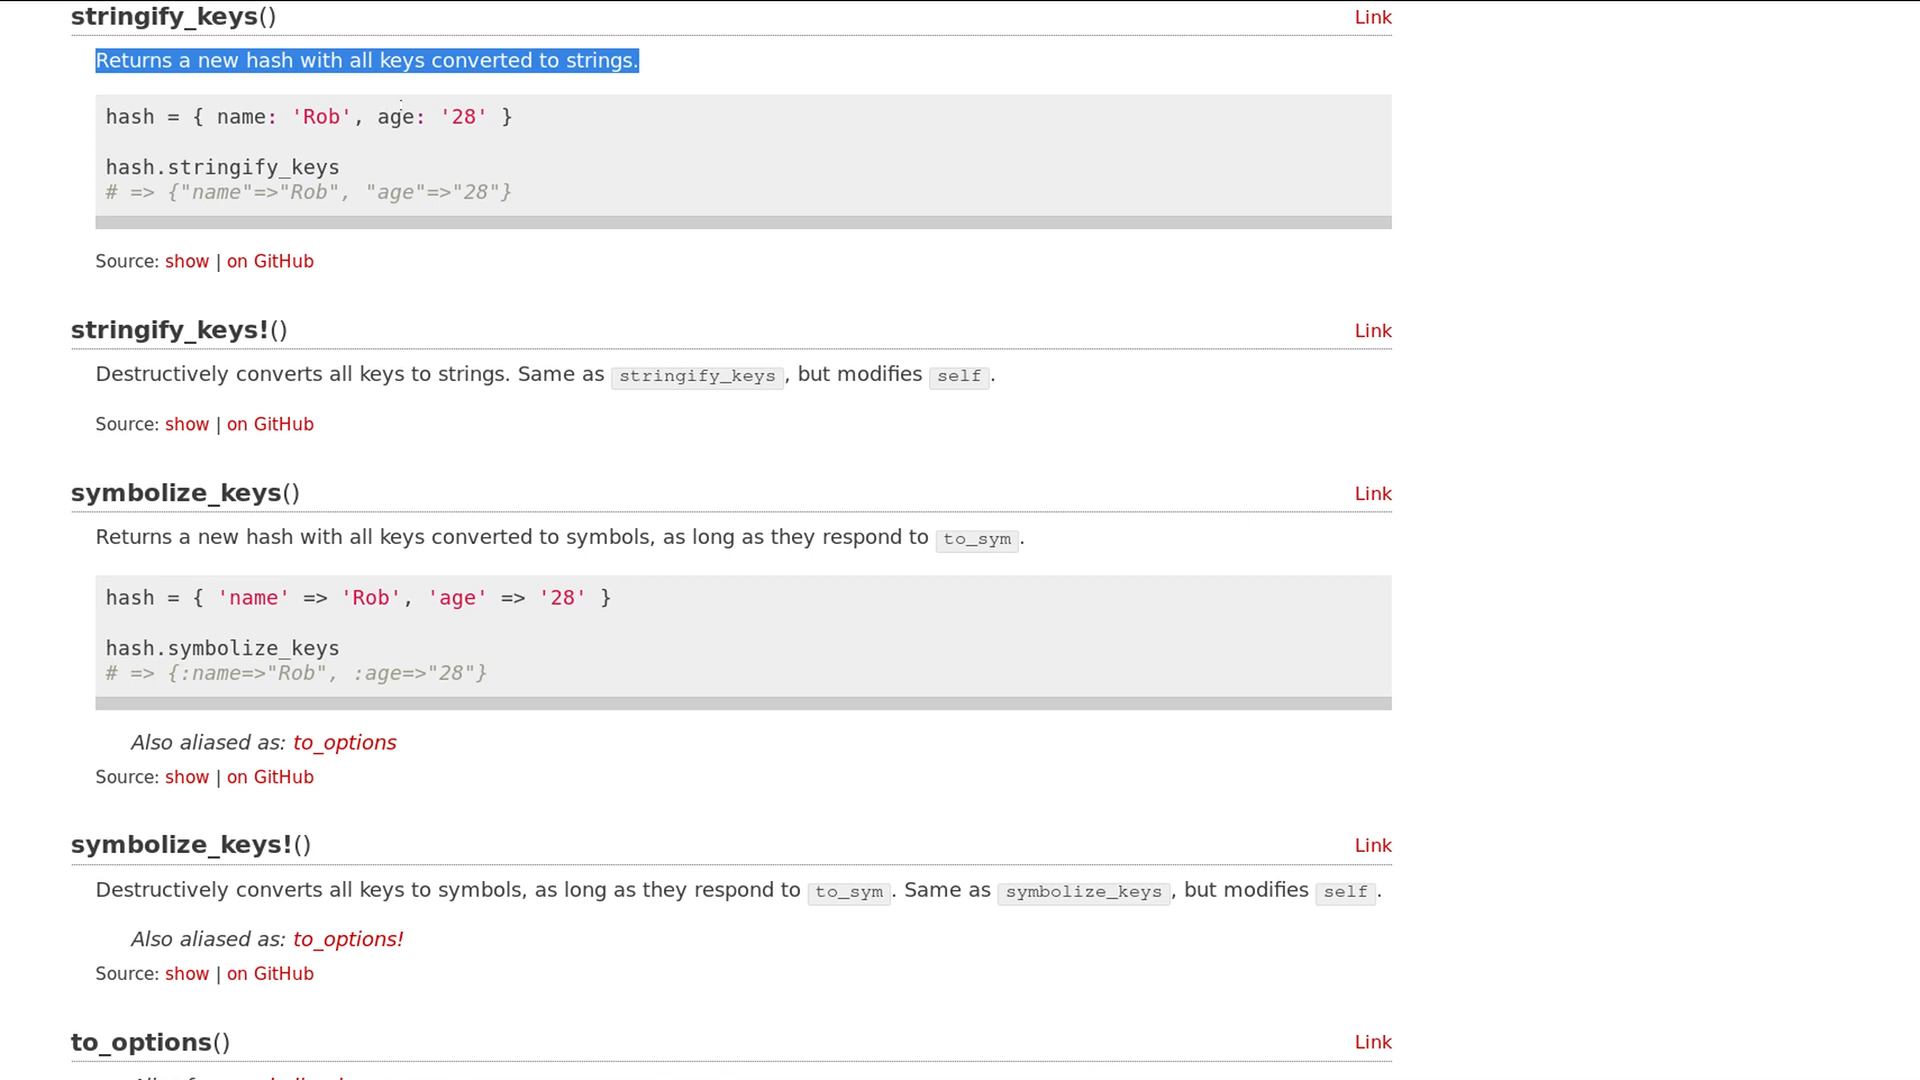 stringify_keys() Link
Returns a new hash with all keys converted to strings.
hash = { name: 'Rob', age: '28' }
hash.stringify_keys
# => {"name"=>"Rob", "age"=>"28"}
Source: show | on GitHub
stringify_keys!() Link
Destructively converts all keys to strings. Same as stringify_keys, but modifies self.
Source: show | on GitHub
symbolize_keys() Link
Returns a new hash with all keys converted to symbols, as long as they respond to to_sym.
hash = { 'name' => 'Rob', 'age' => '28' }
hash.symbolize_keys
# => {:name=>"Rob", :age=>"28"}
Also aliased as: to_options
Source: show | on GitHub
symbolize_keys!() Link
Destructively converts all keys to symbols, as long as they respond to to_sym. Same as symbolize_keys, but modifies self.
Also aliased as: to_options!
Source: show | on GitHub
to_options() Link